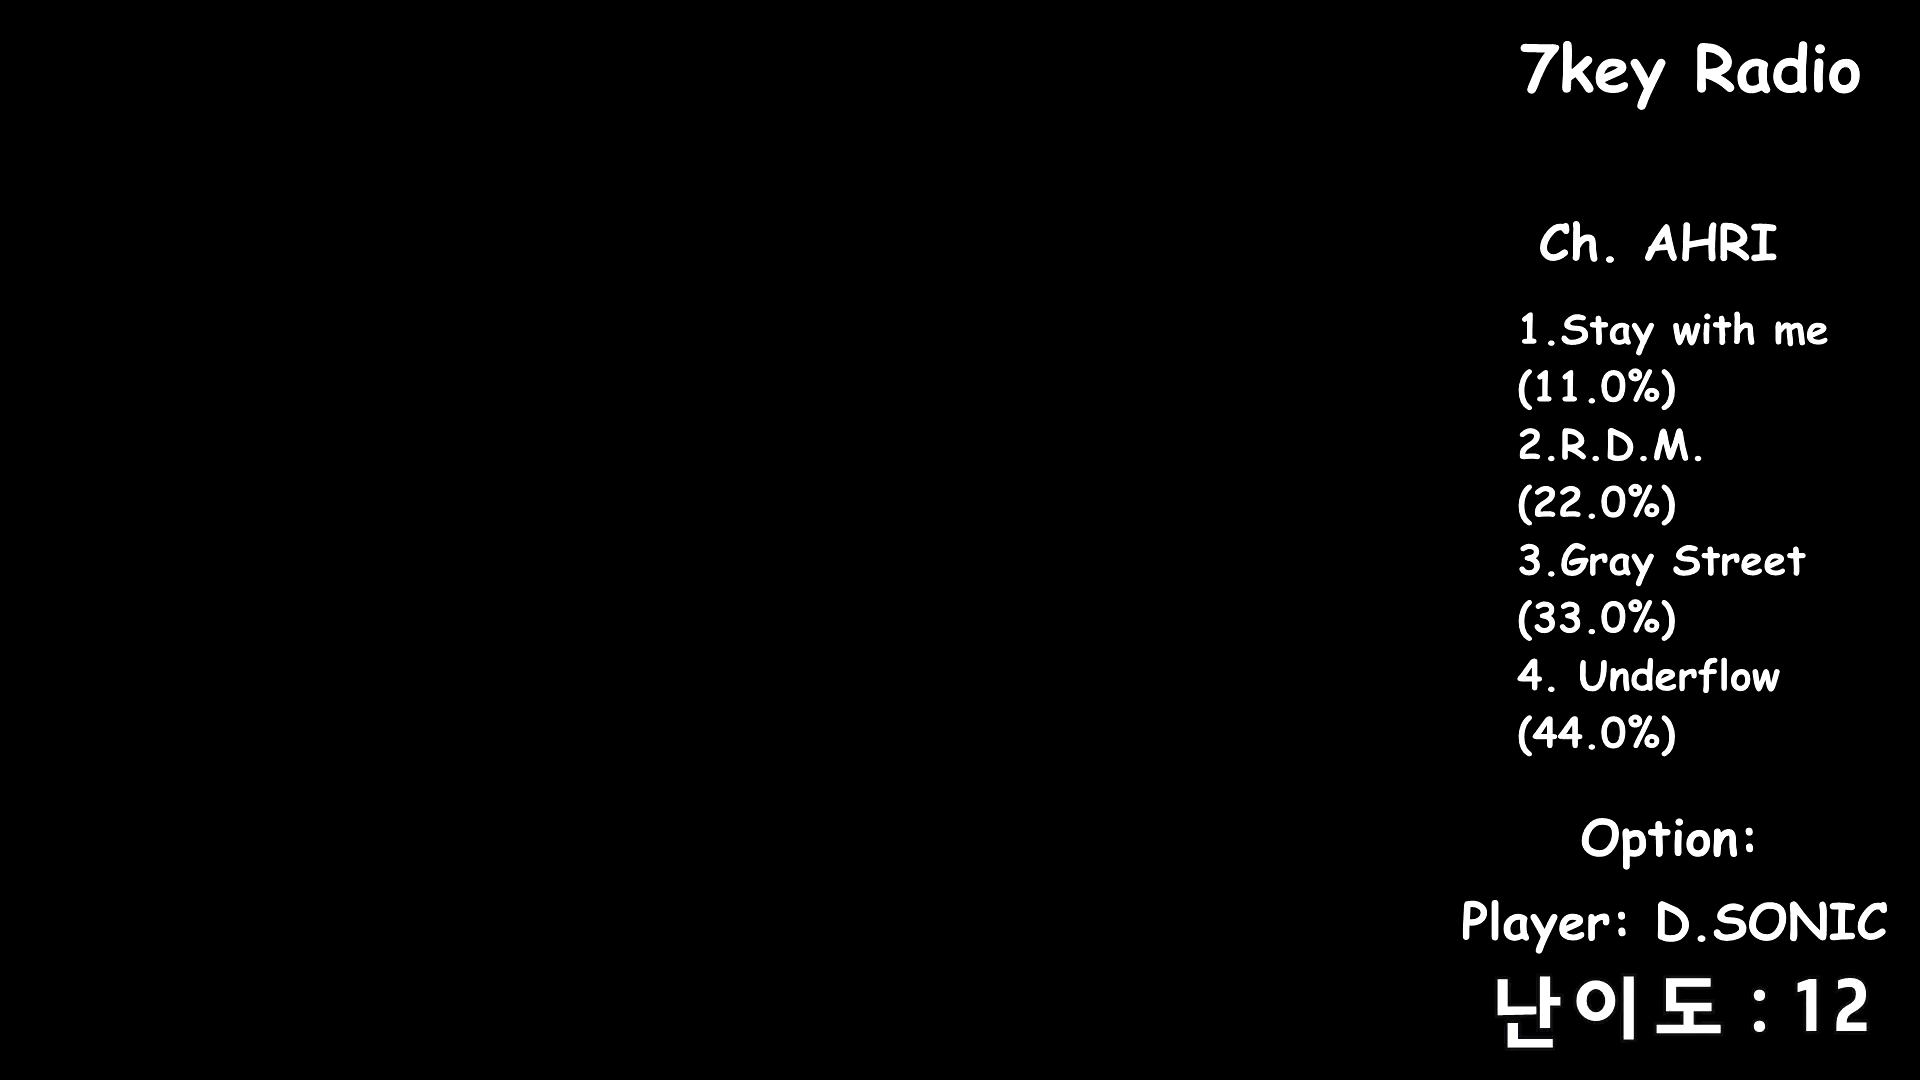 7key Radio
Ch. AHRI
1.Stay with me
(11.0%)
2.R.D.M.
(22.0%)
3.Gray Street
(33.0%)
4. Underflow
(44.0%)
Option:
Player: D.SONIC
난이도 : 12